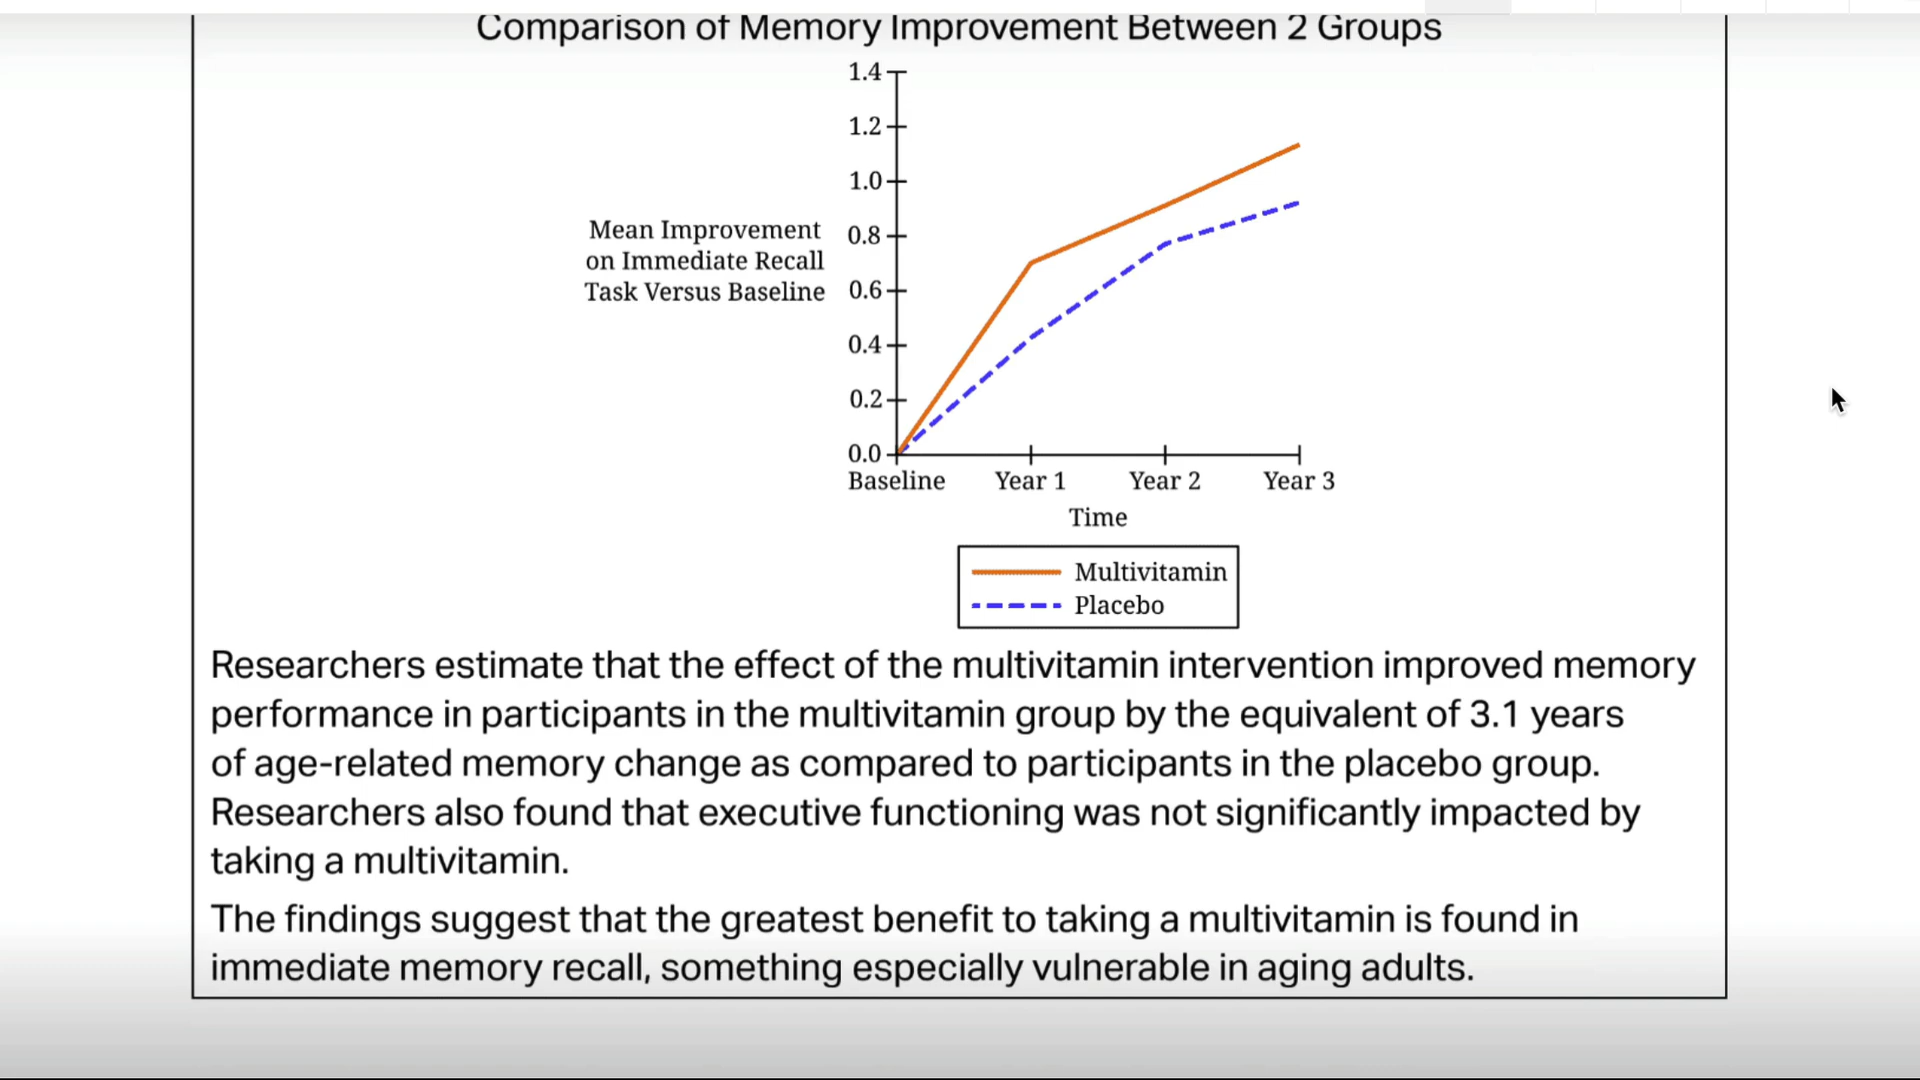 Comparison of Memory Improvement Between 2 Groups
1.4
1.2
1.0
Mean Improvement
on Immediate Recall
Task Versus Baseline
0.8
0.6
0.4
0.2
0.0
Baseline Year 1 Year 2 Year 3
Time
Multivitamin
Placebo
Researchers estimate that the effect of the multivitamin intervention improved memory
performance in participants in the multivitamin group by the equivalent of 3.1 years
of age-related memory change as compared to participants in the placebo group.
Researchers also found that executive functioning was not significantly impacted by
taking a multivitamin.
The findings suggest that the greatest benefit to taking a multivitamin is found in
immediate memory recall, something especially vulnerable in aging adults.